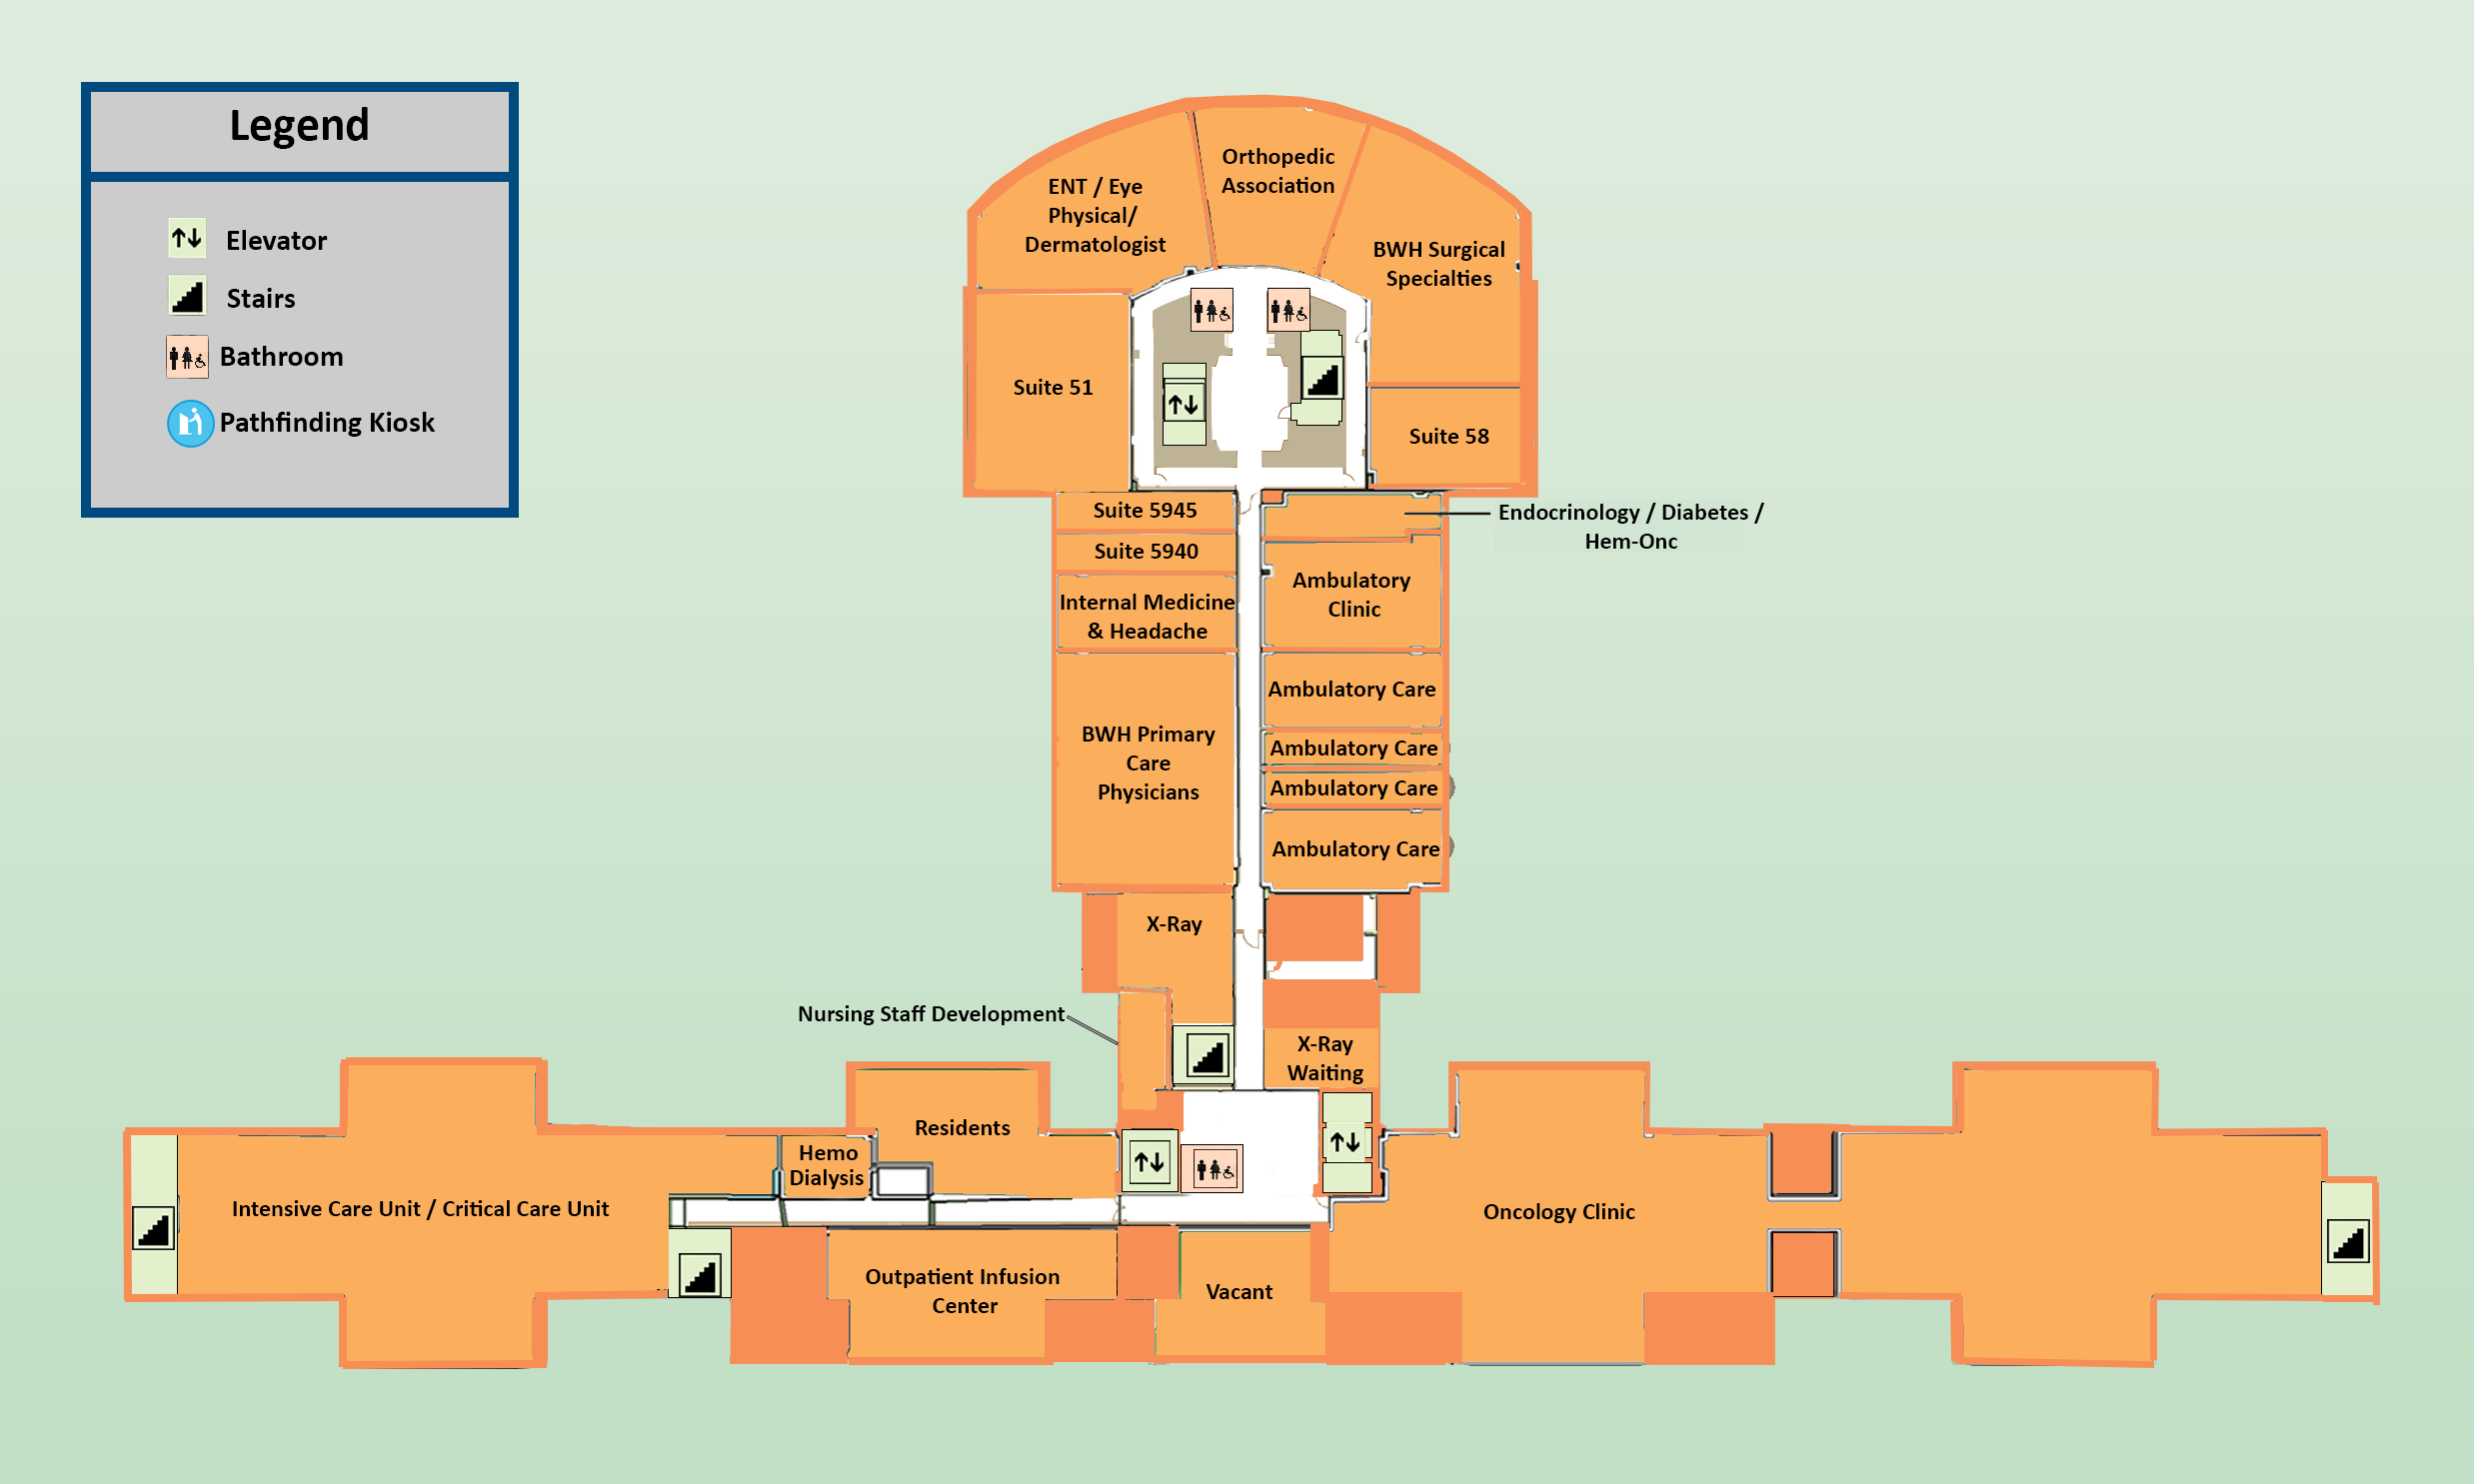 Legend
Elevator
Stairs
Bathroom
Pathfinding Kiosk
Orthopedic
Association
ENT / Eye
Physical/
Dermatologist
BWH Surgical
Specialties
Suite 51
Suite 58
Suite 5945
Endocrinology / Diabetes /
Hem-Onc
Suite 5940
Ambulatory
Clinic
Internal Medicine
& Headache
Ambulatory Care
BWH Primary
Care
Physicians
Ambulatory Care
Ambulatory Care
Ambulatory Care
X-Ray
Nursing Staff Development
X-Ray
Waiting
Residents
Hemo
Dialysis
Intensive Care Unit / Critical Care Unit
Oncology Clinic
Outpatient Infusion
Center
Vacant